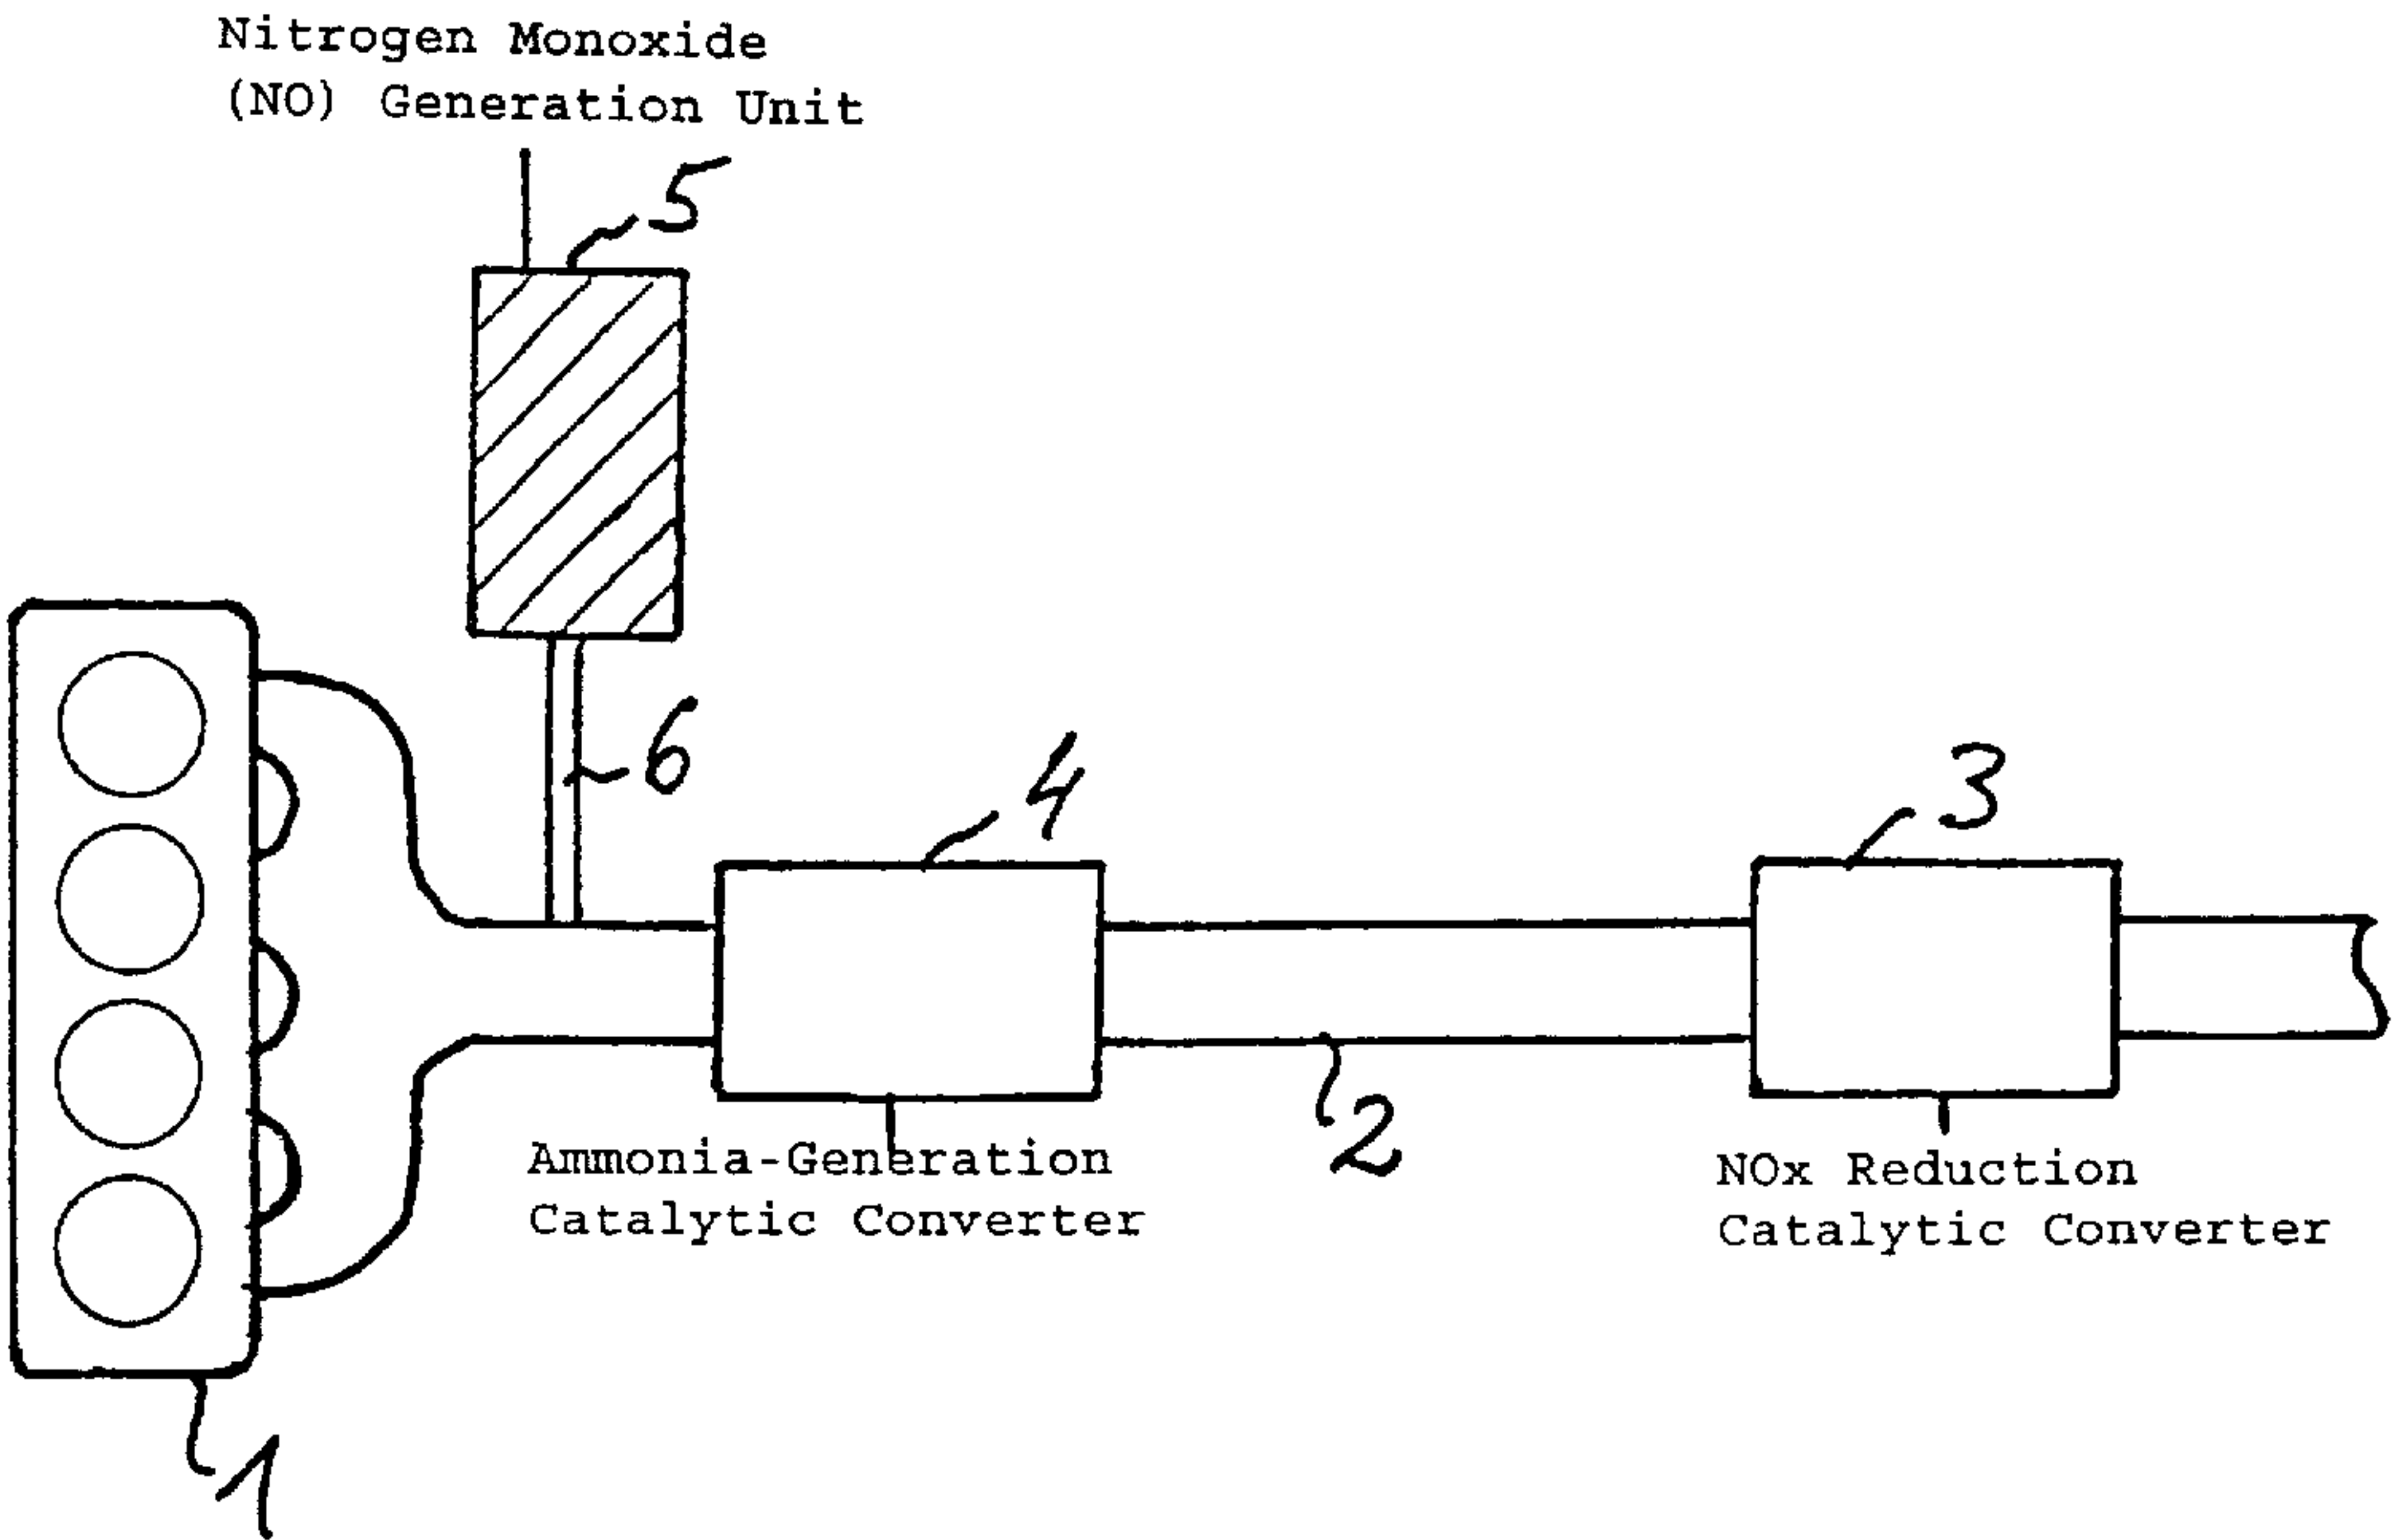 Nitrogen Monoxide
(NO) Generation Unit
5
6
4
3
2
Ammonia-Generation
Catalytic Converter
NOx Reduction
Catalytic Converter
1